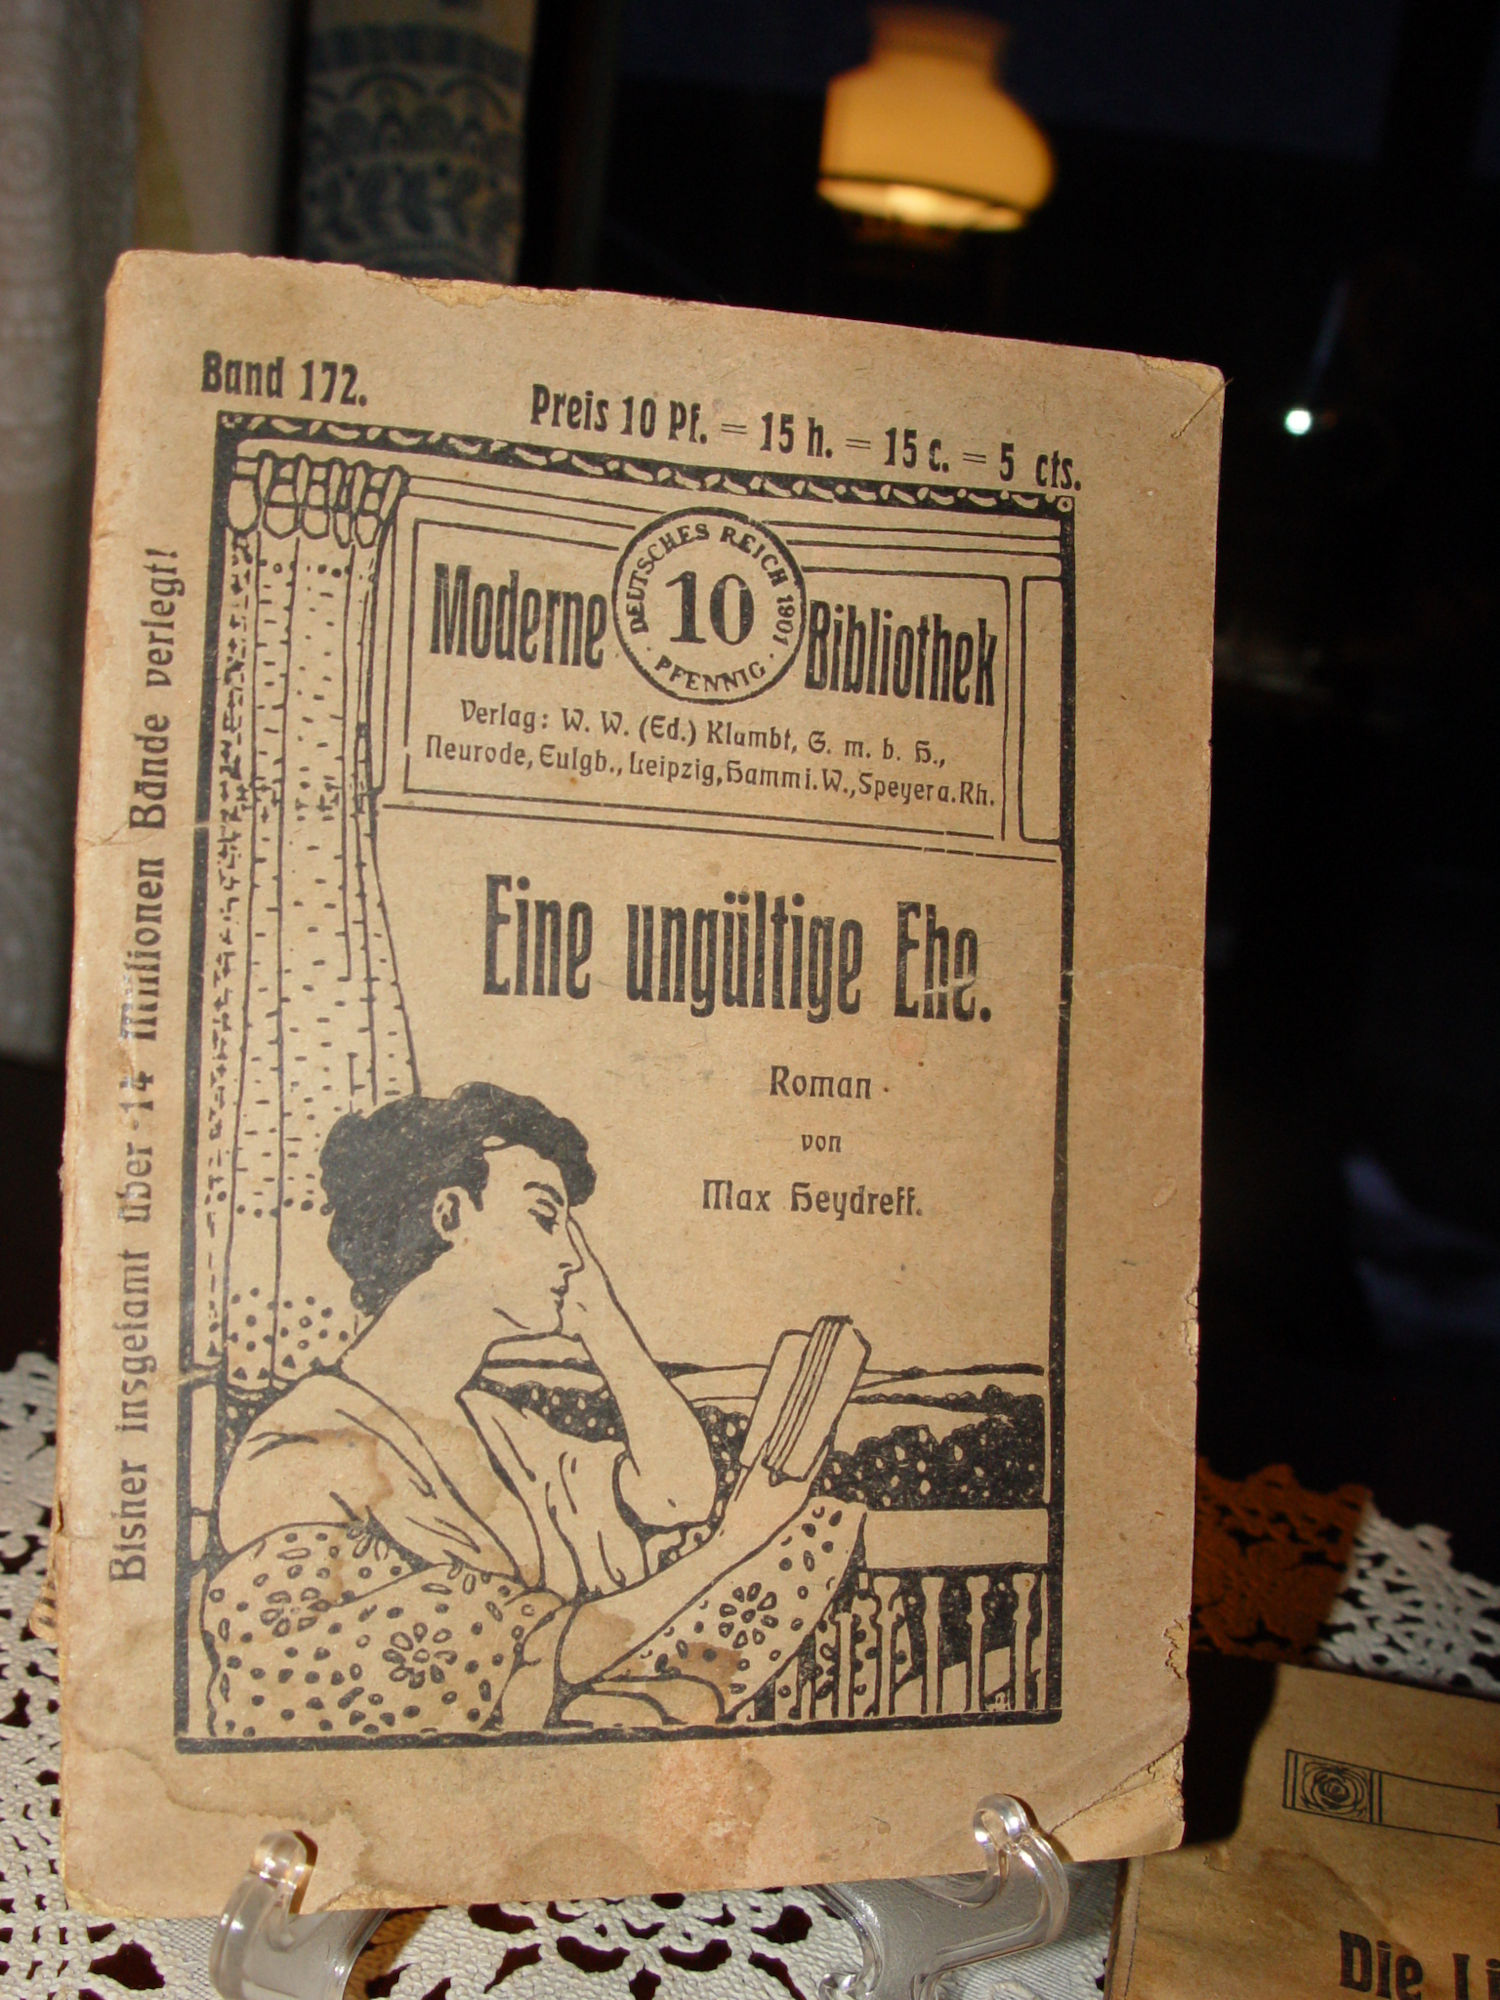 Band 172.
Preis 10 Pf. = 15 h. = 15 c. = 5 cts.
DEUTSCHES REICH 1901
10
PFENNIG
Moderne Bibliothek
Verlag: W. W. (Ed.) Klambt, G. m. b. H.,
Neurode, Eulgb., Leipzig, Hamm i. W., Speyer a. Rh.
Eine ungültige Ehe.
Roman
von
Max Heydreff.
Bisher insgesamt über 14 Millionen Bände verlegt!
Die